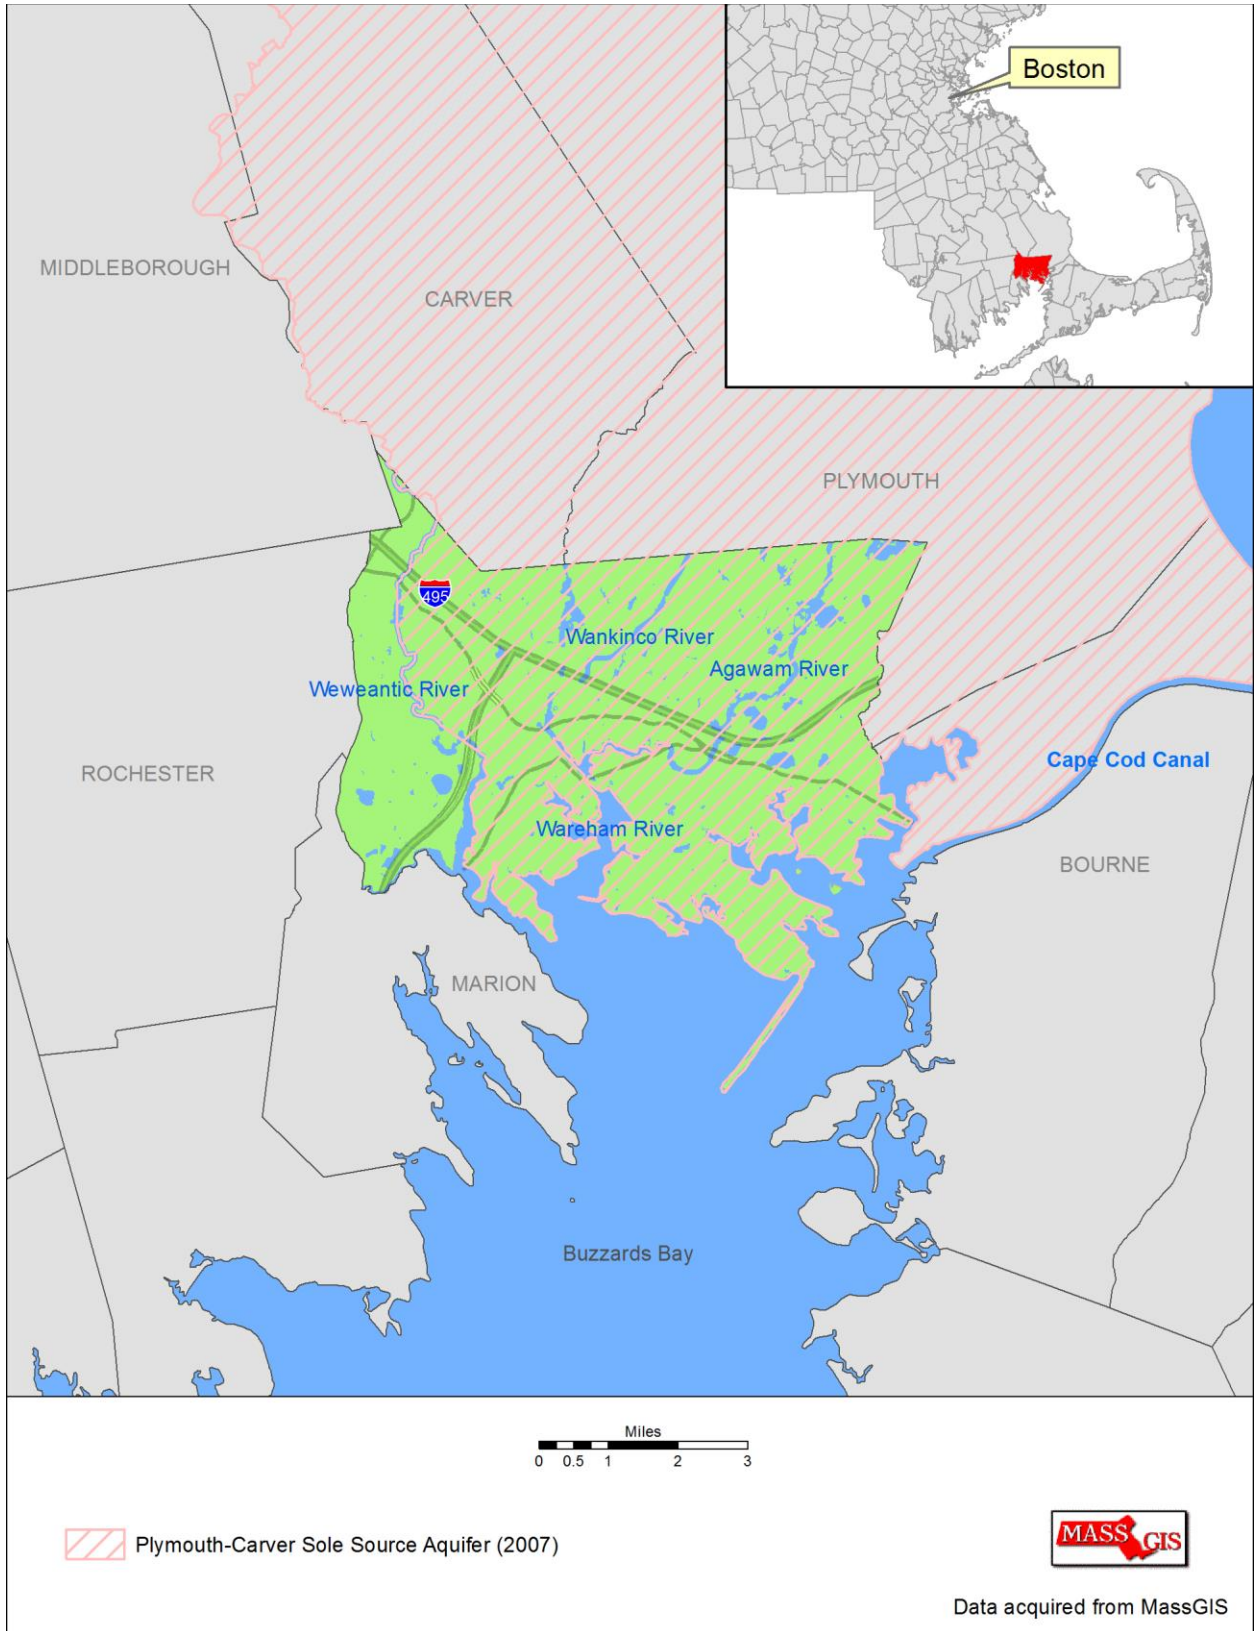 Boston
MIDDLEBOROUGH
CARVER
PLYMOUTH
495
Wankinco River
Agawam River
Weweantic River
Cape Cod Canal
ROCHESTER
Wareham River
BOURNE
MARION
Buzzards Bay
Miles
0 0.5 1 2 3
Plymouth-Carver Sole Source Aquifer (2007)
MASS GIS
Data acquired from MassGIS